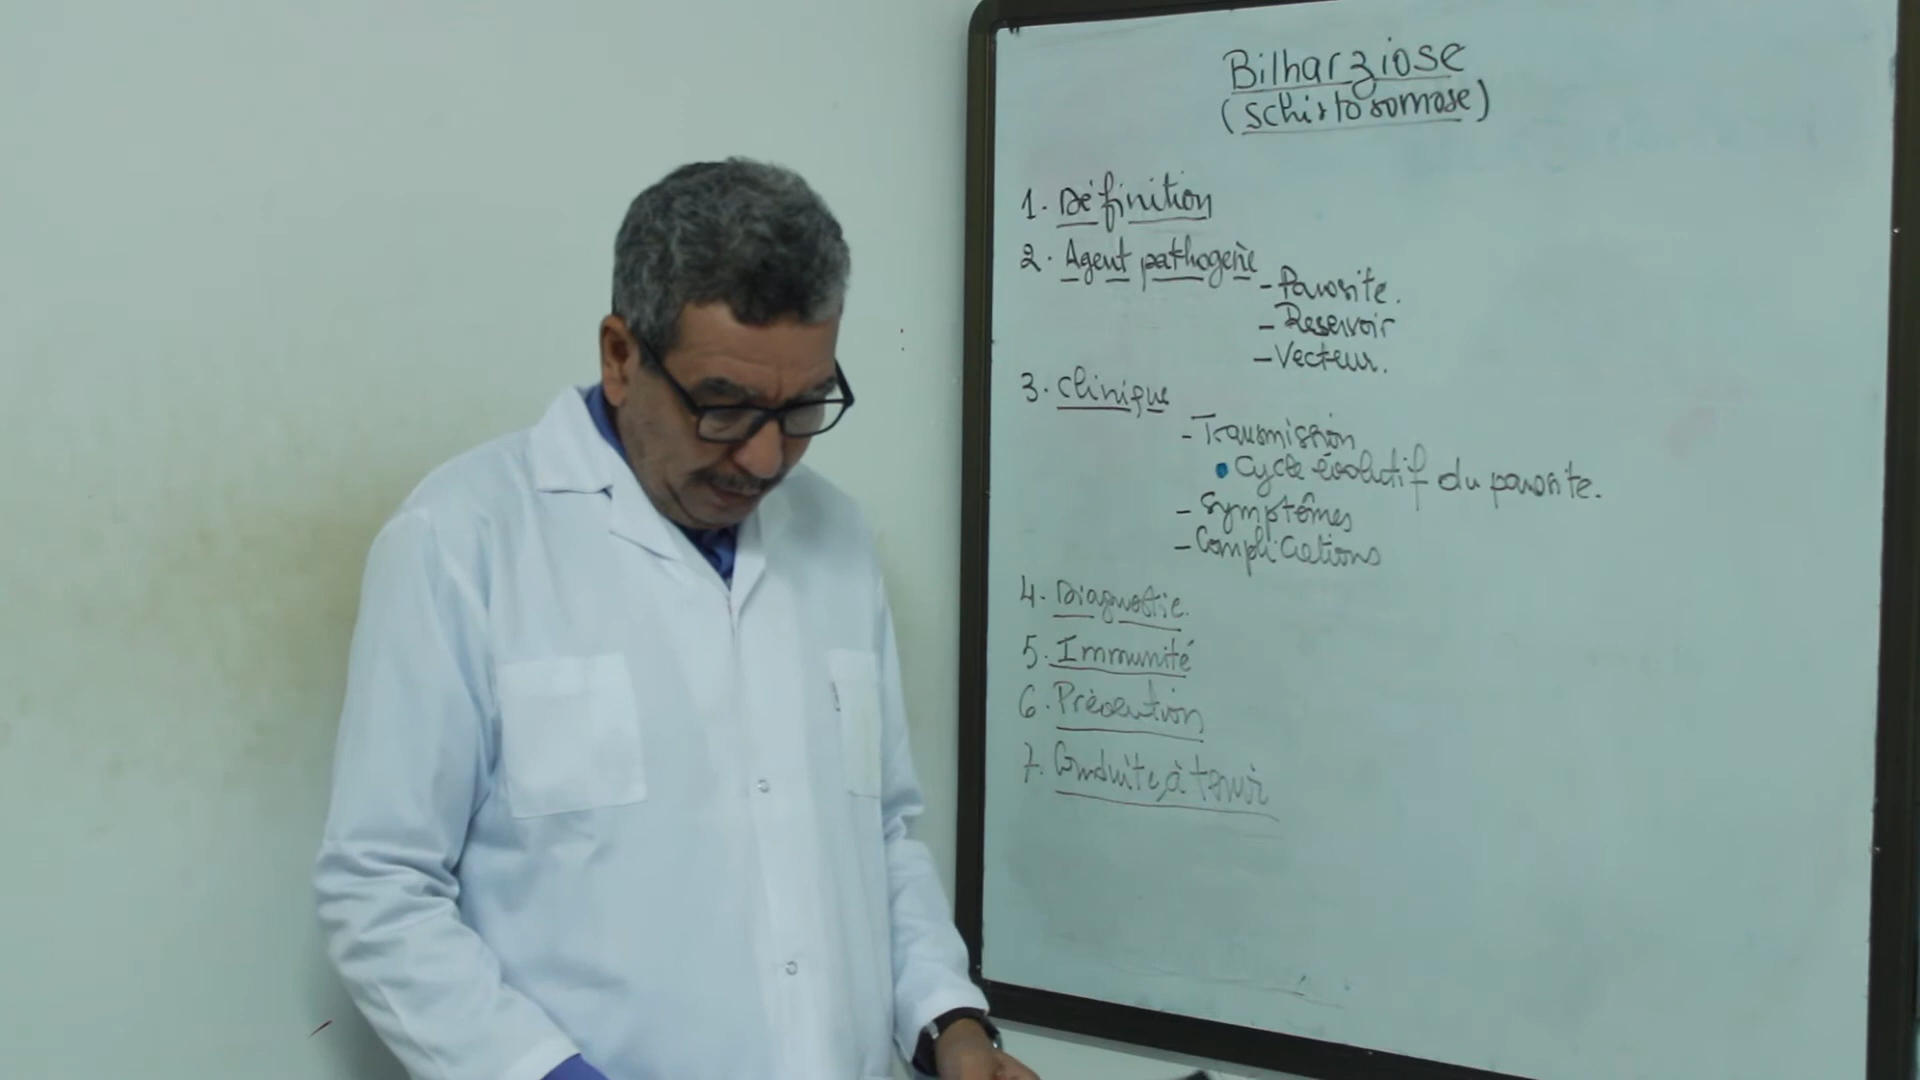 Bilharziose
(schistosomose)
1. Définition
2. Agent pathogène
- Parasite.
- Reservoir
- Vecteur.
3. Clinique
- Transmission
• Cycle évolutif du parasite.
- Symptômes
- Complications
4. Diagnostic.
5. Immunité
6. Prévention
7. Conduite à tenir